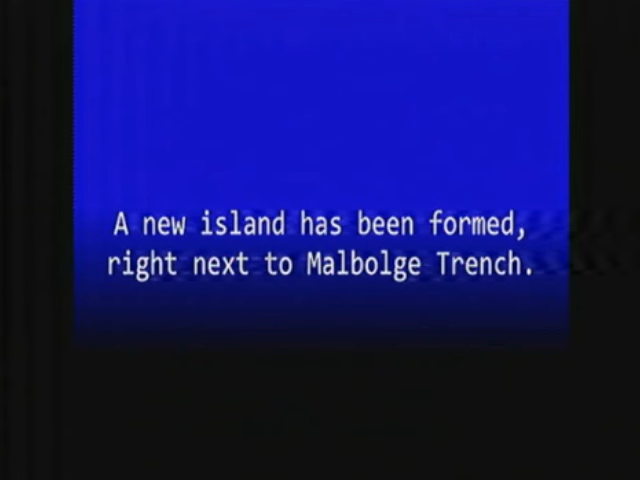 A new island has been formed,
right next to Malbolge Trench.